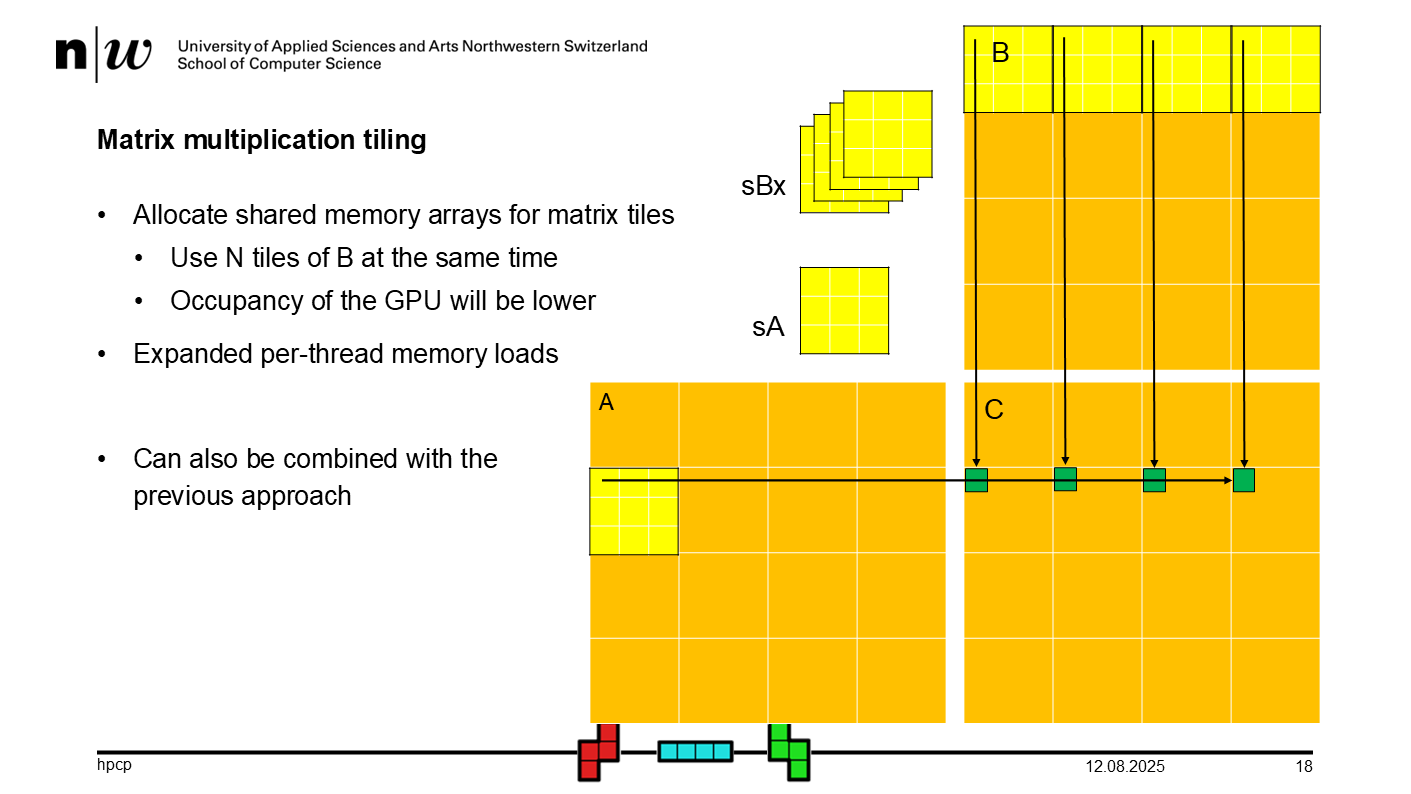 n|w University of Applied Sciences and Arts Northwestern Switzerland
School of Computer Science
Matrix multiplication tiling
• Allocate shared memory arrays for matrix tiles
• Use N tiles of B at the same time
• Occupancy of the GPU will be lower
• Expanded per-thread memory loads
• Can also be combined with the
previous approach
sBx
sA
B
A
C
hpcp
12.08.2025
18